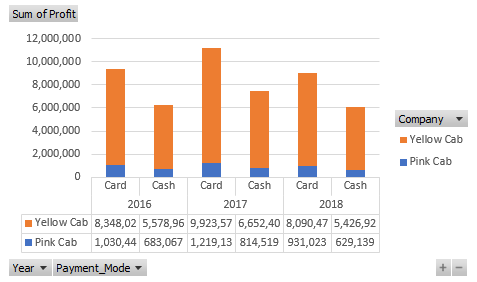 Sum of Profit
12,000,000
10,000,000
8,000,000
6,000,000
4,000,000
2,000,000
0
Card Cash Card Cash Card Cash
2016 2017 2018
Yellow Cab 8,348,02 5,578,96 9,923,57 6,652,40 8,090,47 5,426,92
Pink Cab 1,030,44 683,067 1,219,13 814,519 931,023 629,139
Company
Yellow Cab
Pink Cab
Year Payment_Mode
+ −